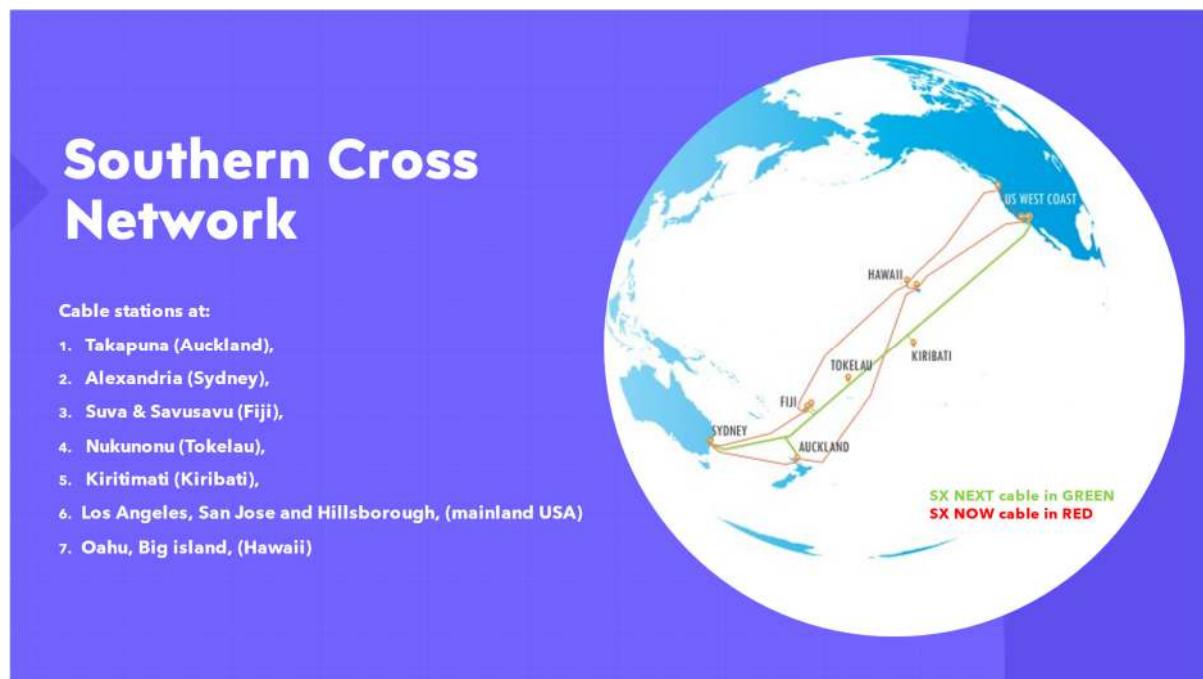 Southern Cross
Network
Cable stations at:
1. Takapuna (Auckland),
2. Alexandria (Sydney),
3. Suva & Savusavu (Fiji),
4. Nukunonu (Tokelau),
5. Kiritimati (Kiribati),
6. Los Angeles, San Jose and Hillsborough, (mainland USA)
7. Oahu, Big island, (Hawaii)
US WEST COAST
HAWAII
KIRIBATI
TOKELAU
FIJI
SYDNEY
AUCKLAND
SX NEXT cable in GREEN
SX NOW cable in RED